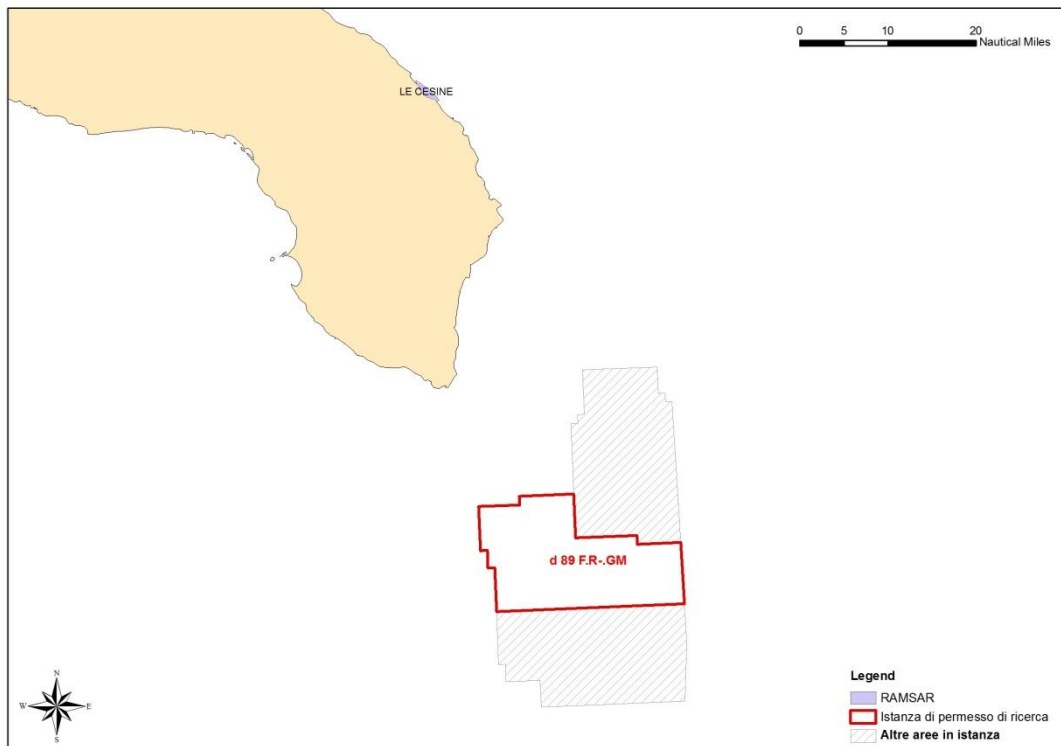 0 5 10 20
Nautical Miles
LE CESINE
d 89 F.R-.GM
N
W E
S
Legend
RAMSAR
Istanza di permesso di ricerca
Altre aree in istanza